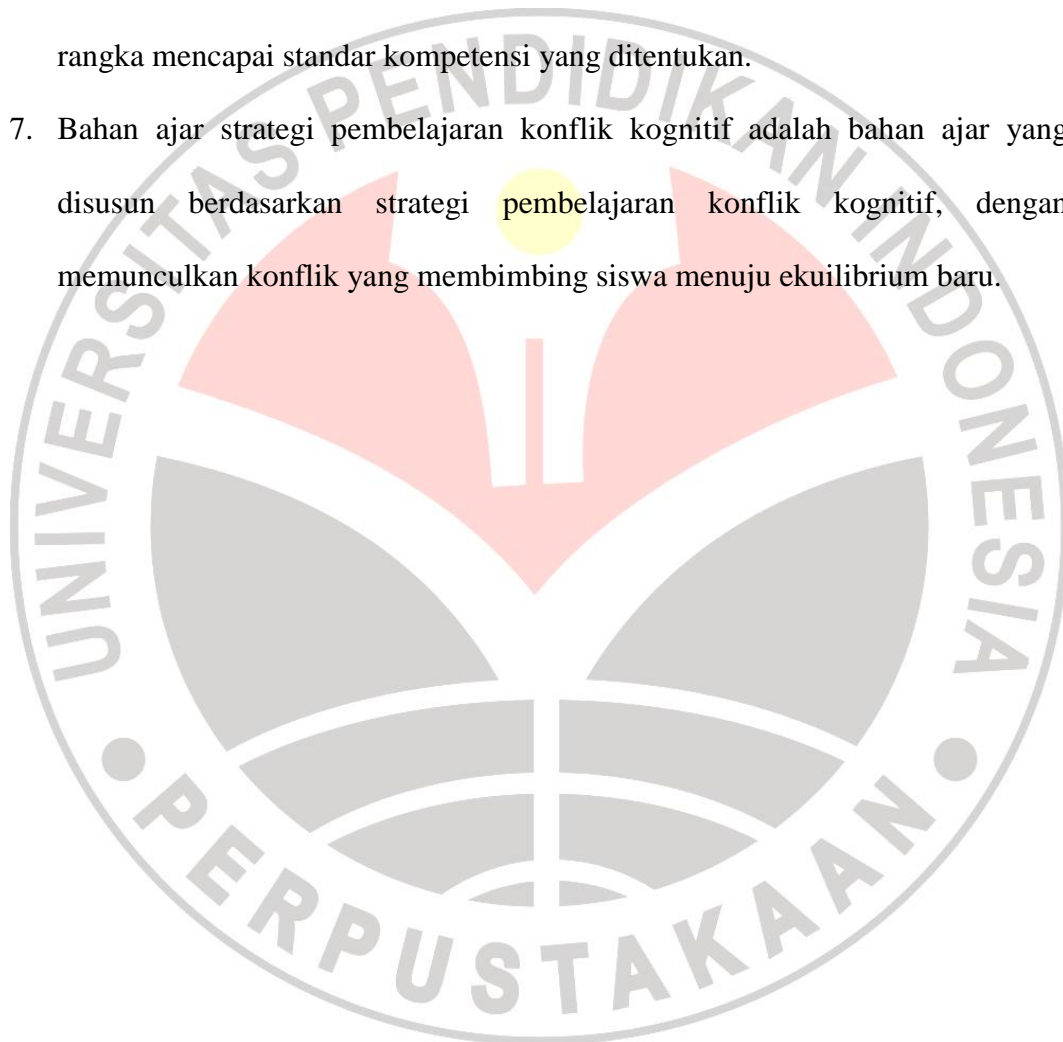 rangka mencapai standar kompetensi yang ditentukan.
7. Bahan ajar strategi pembelajaran konflik kognitif adalah bahan ajar yang
disusun berdasarkan strategi pembelajaran konflik kognitif, dengan
memunculkan konflik yang membimbing siswa menuju ekuilibrium baru.
UNIVERSITAS PENDIDIKAN INDONESIA
PERPUSTAKAAN